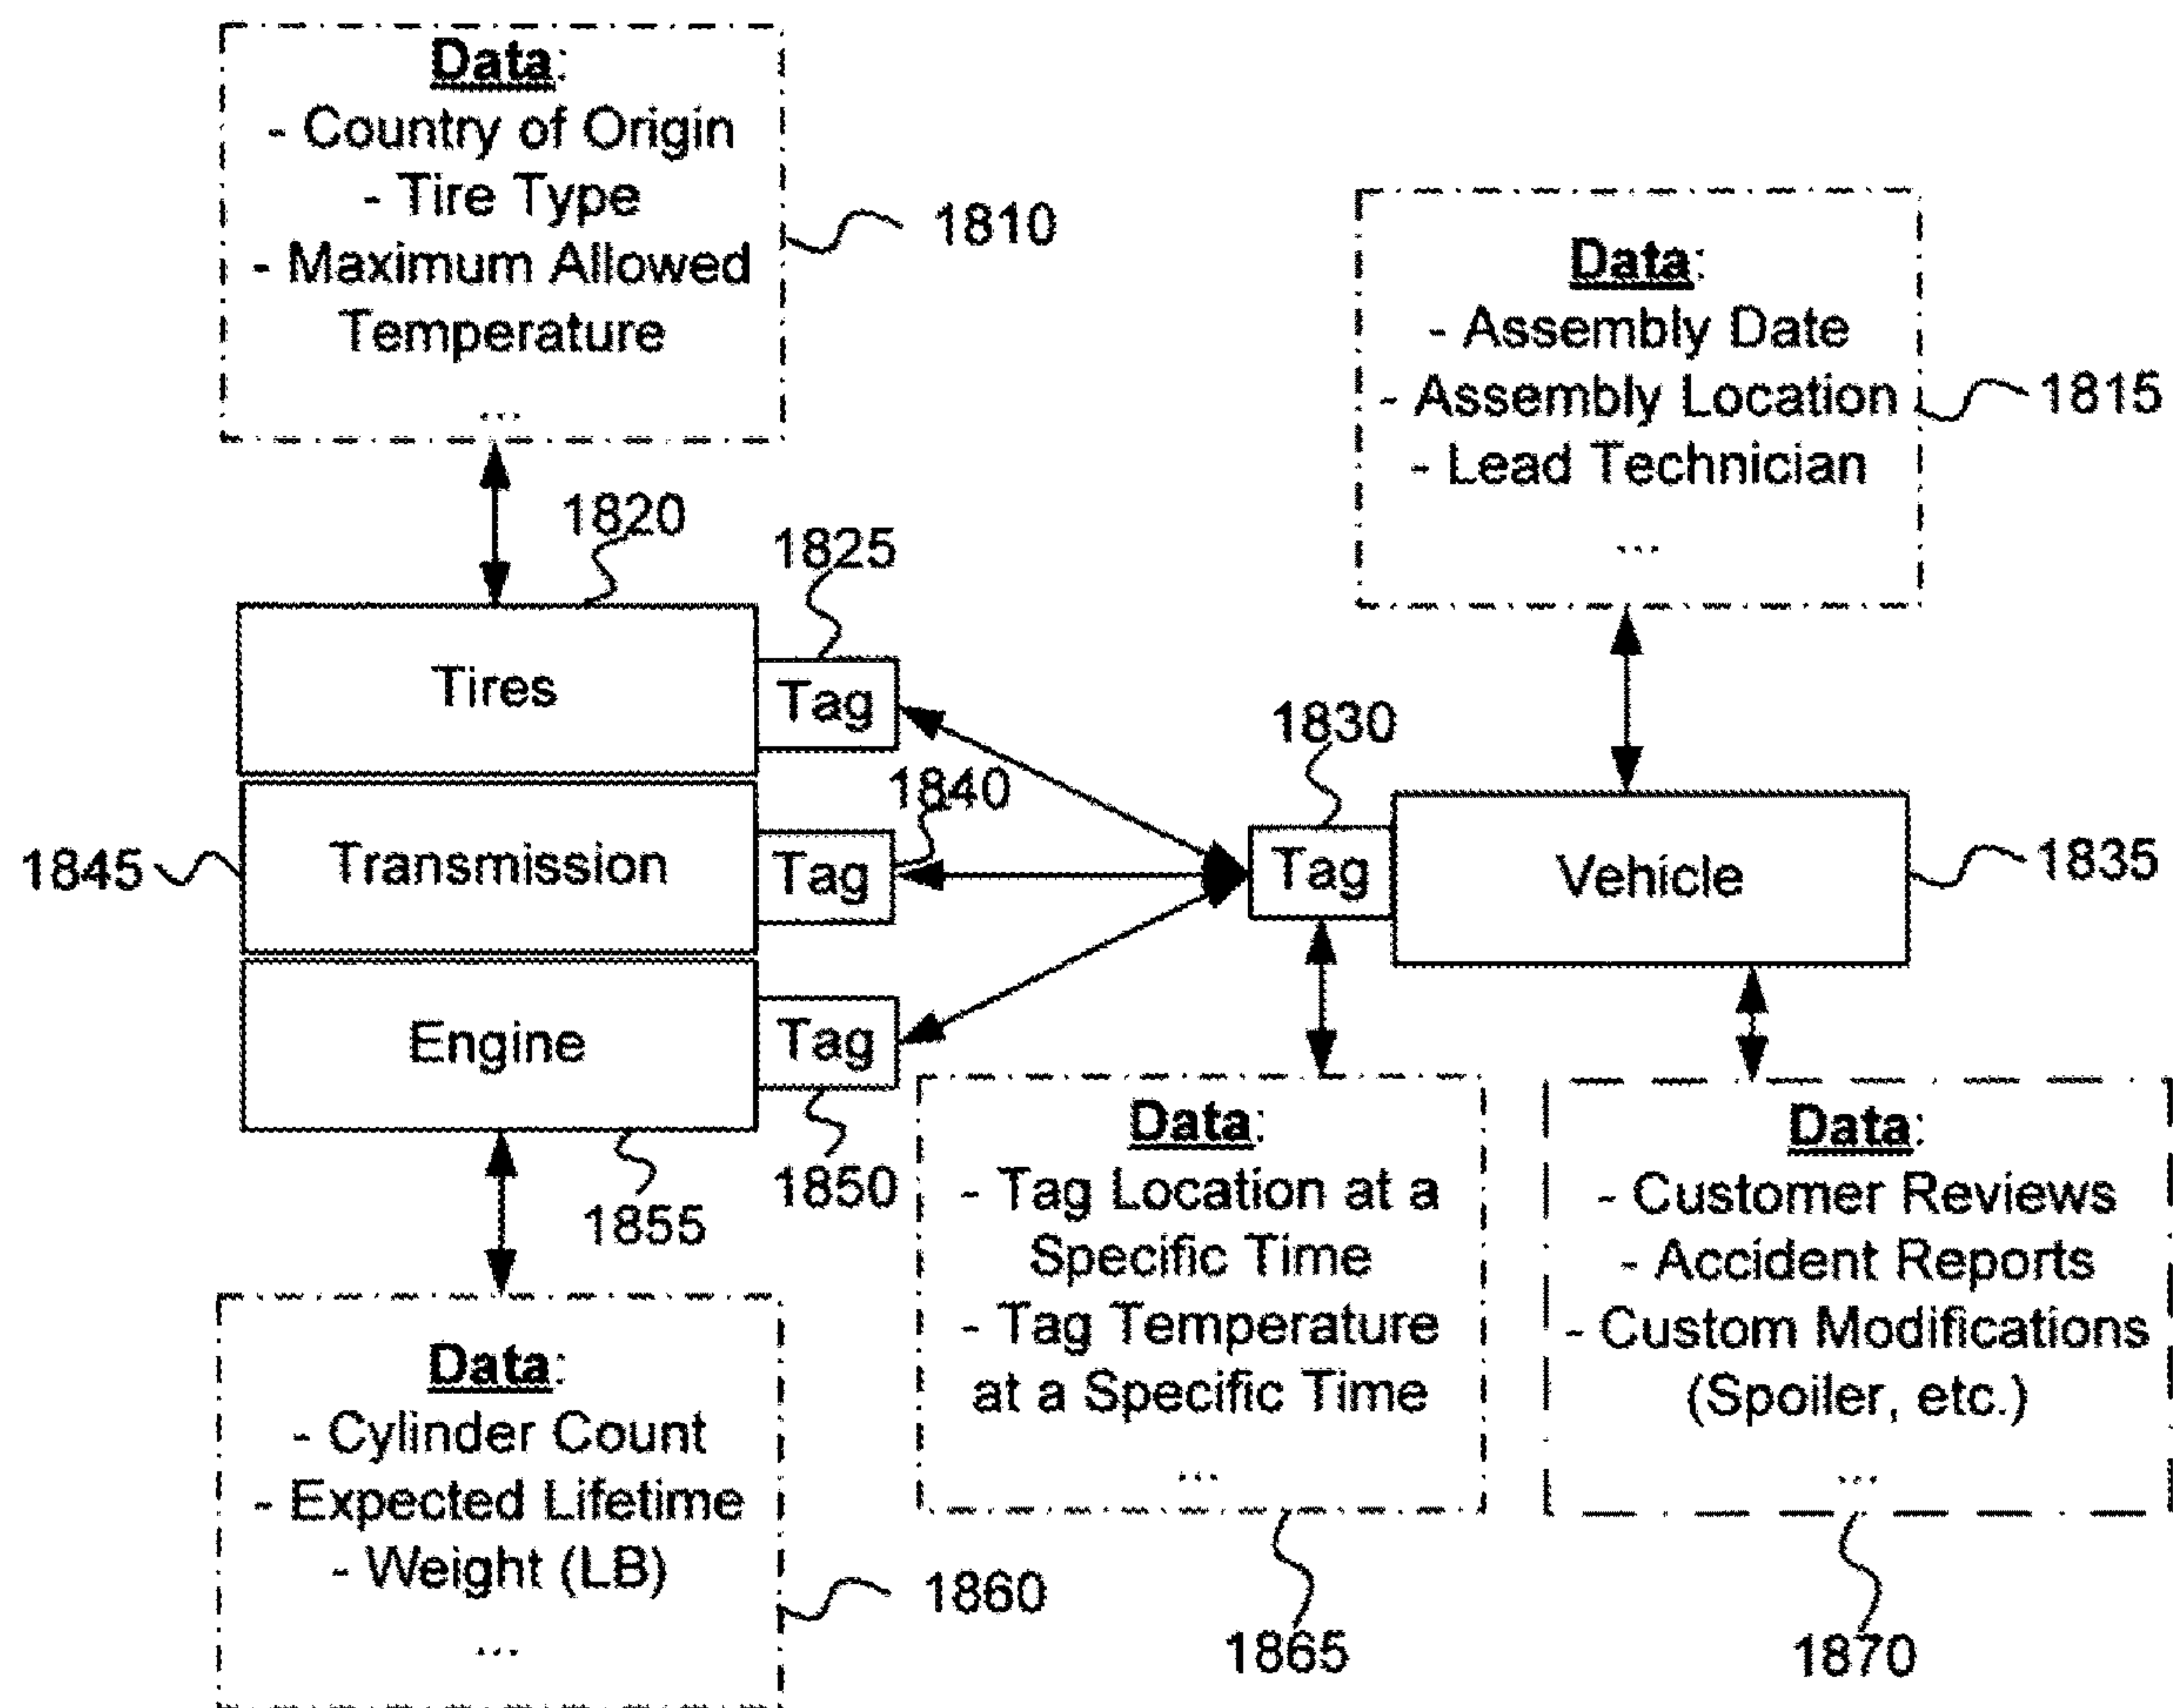 Data:
- Country of Origin
- Tire Type
- Maximum Allowed
Temperature
...
1810
Data:
- Assembly Date
- Assembly Location
- Lead Technician
...
1815
1820
1825
Tires
Tag
1830
1840
1845
Transmission
Tag
Tag
Vehicle
1835
Engine
Tag
1850
1855
Data:
- Cylinder Count
- Expected Lifetime
- Weight (LB)
...
1860
Data:
- Tag Location at a
Specific Time
- Tag Temperature
at a Specific Time
...
1865
Data:
- Customer Reviews
- Accident Reports
- Custom Modifications
(Spoiler, etc.)
...
1870